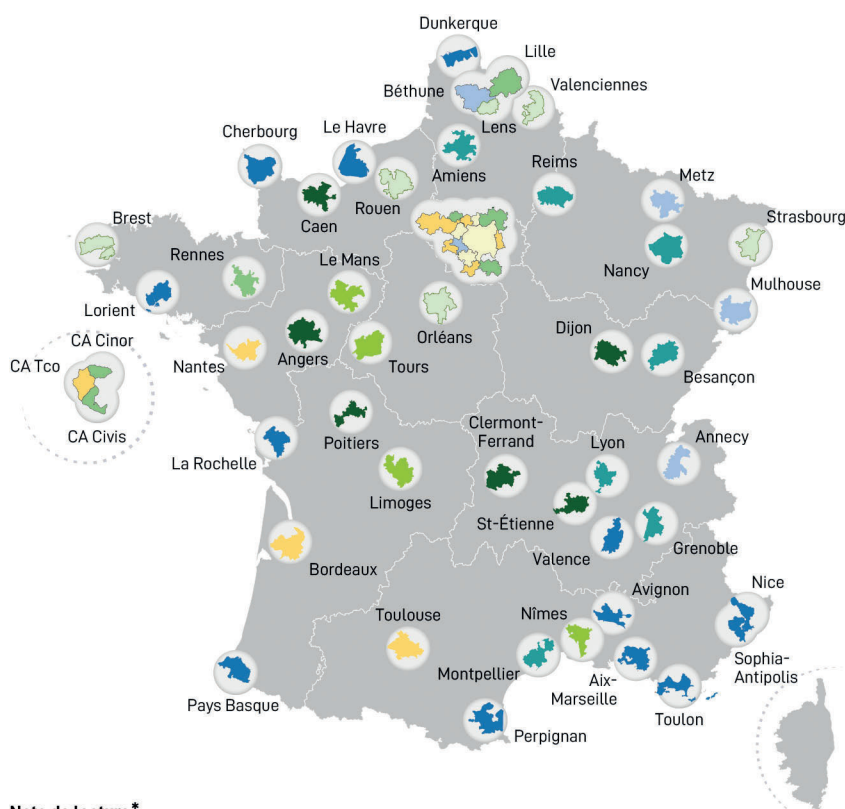 Dunkerque
Lille
Béthune
Valenciennes
Lens
Cherbourg
Le Havre
Amiens
Reims
Metz
Caen
Rouen
Strasbourg
Brest
Rennes
Le Mans
Nancy
Lorient
Mulhouse
CA Cinor
Orléans
Dijon
CA Tco
Nantes
Angers
Tours
Besançon
CA Civis
Poitiers
Clermont-
Ferrand
Lyon
Annecy
La Rochelle
Limoges
St-Étienne
Valence
Grenoble
Bordeaux
Avignon
Nice
Toulouse
Nîmes
Sophia-
Antipolis
Montpellier
Aix-
Marseille
Pays Basque
Toulon
Perpignan